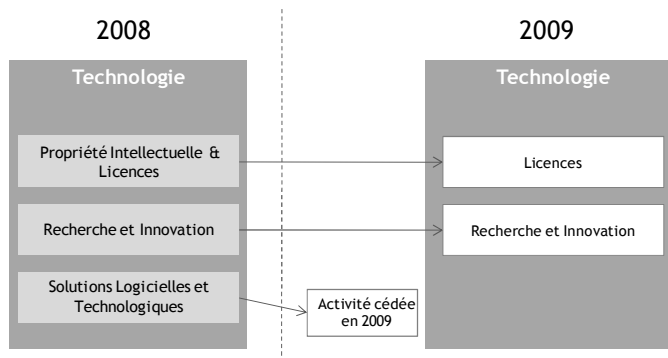 2008
2009
Technologie
Technologie
Propriété Intellectuelle &
Licences
Licences
Recherche et Innovation
Recherche et Innovation
Solutions Logicielles et
Technologiques
Activité cédée
en 2009